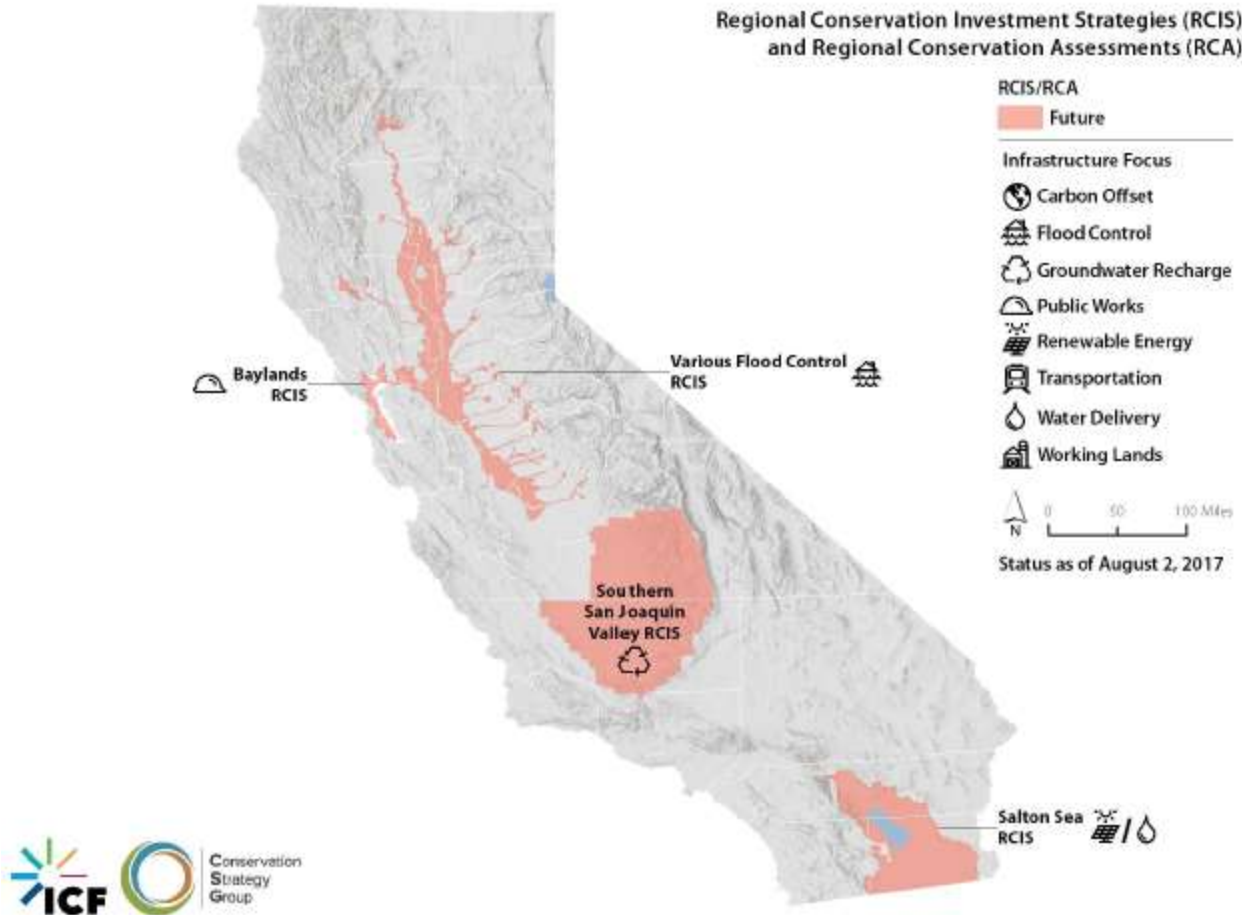 Regional Conservation Investment Strategies (RCIS)
and Regional Conservation Assessments (RCA)
RCIS/RCA
Future
Infrastructure Focus
Carbon Offset
Flood Control
Groundwater Recharge
Public Works
Renewable Energy
Transportation
Water Delivery
Working Lands
N
0 50 100 Miles
Status as of August 2, 2017
Baylands
RCIS
Various Flood Control
RCIS
Southern
San Joaquin
Valley RCIS
Salton Sea
RCIS
/
ICF
Conservation
Strategy
Group